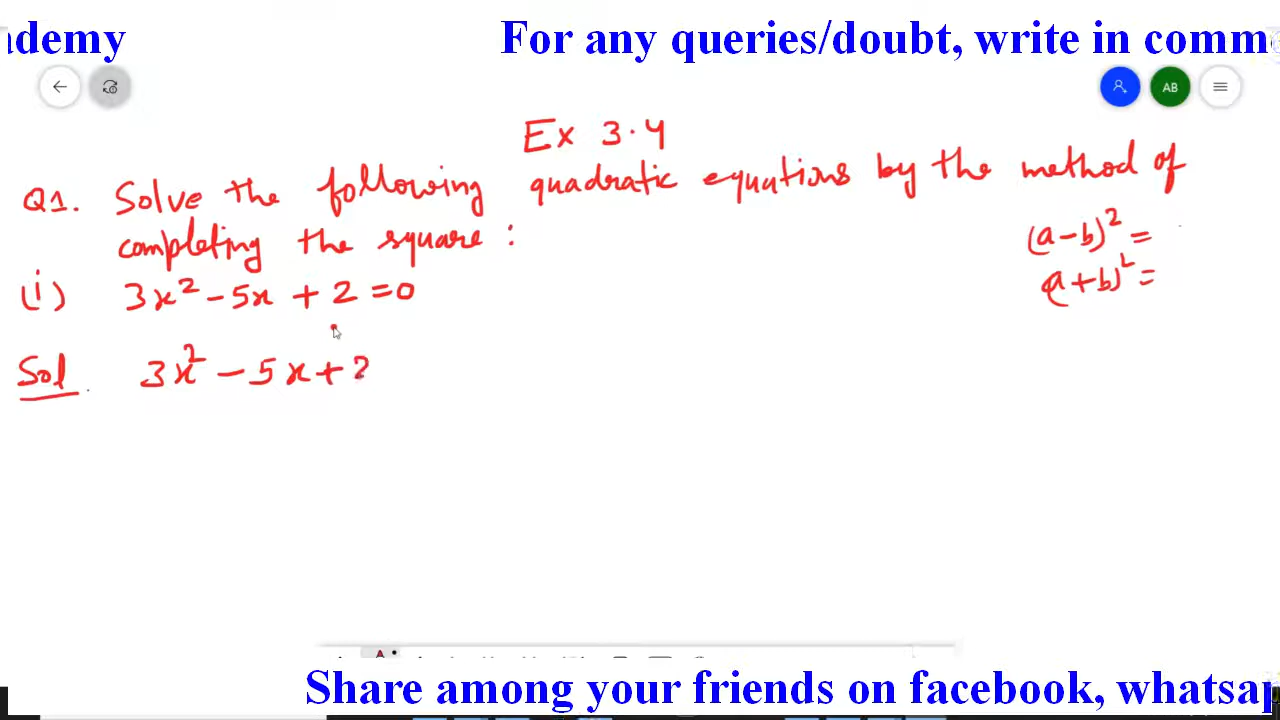 ademy For any queries/doubt, write in comm
AB
Ex 3.4
Q1. Solve the following quadratic equations by the method of
completing the square :
(a-b)² =
(a+b)² =
(i) 3x² - 5x + 2 = 0
Sol. 3x² - 5x + 2
Share among your friends on facebook, whatsap